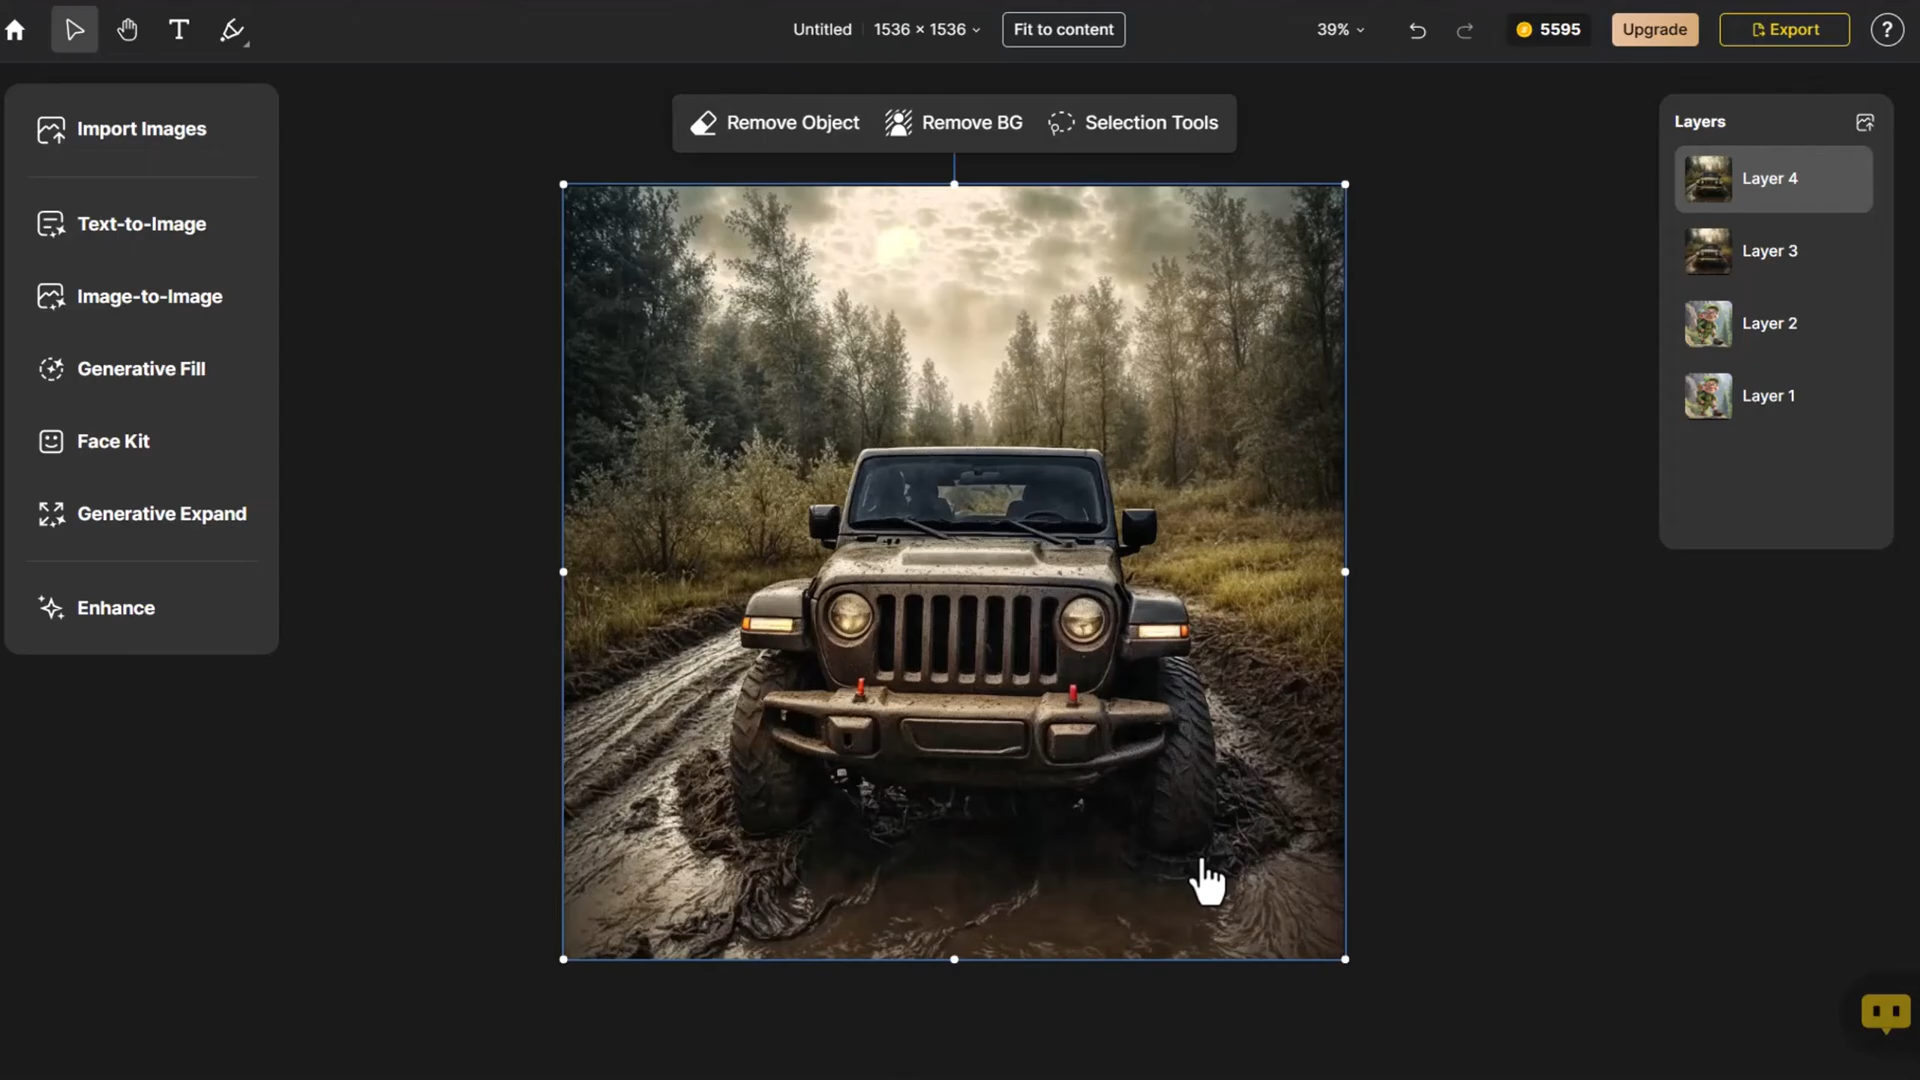 Untitled
1536 × 1536
Fit to content
39%
5595
Upgrade
Export
?
Import Images
Text-to-Image
Image-to-Image
Generative Fill
Face Kit
Generative Expand
Enhance
Remove Object
Remove BG
Selection Tools
Layers
Layer 4
Layer 3
Layer 2
Layer 1